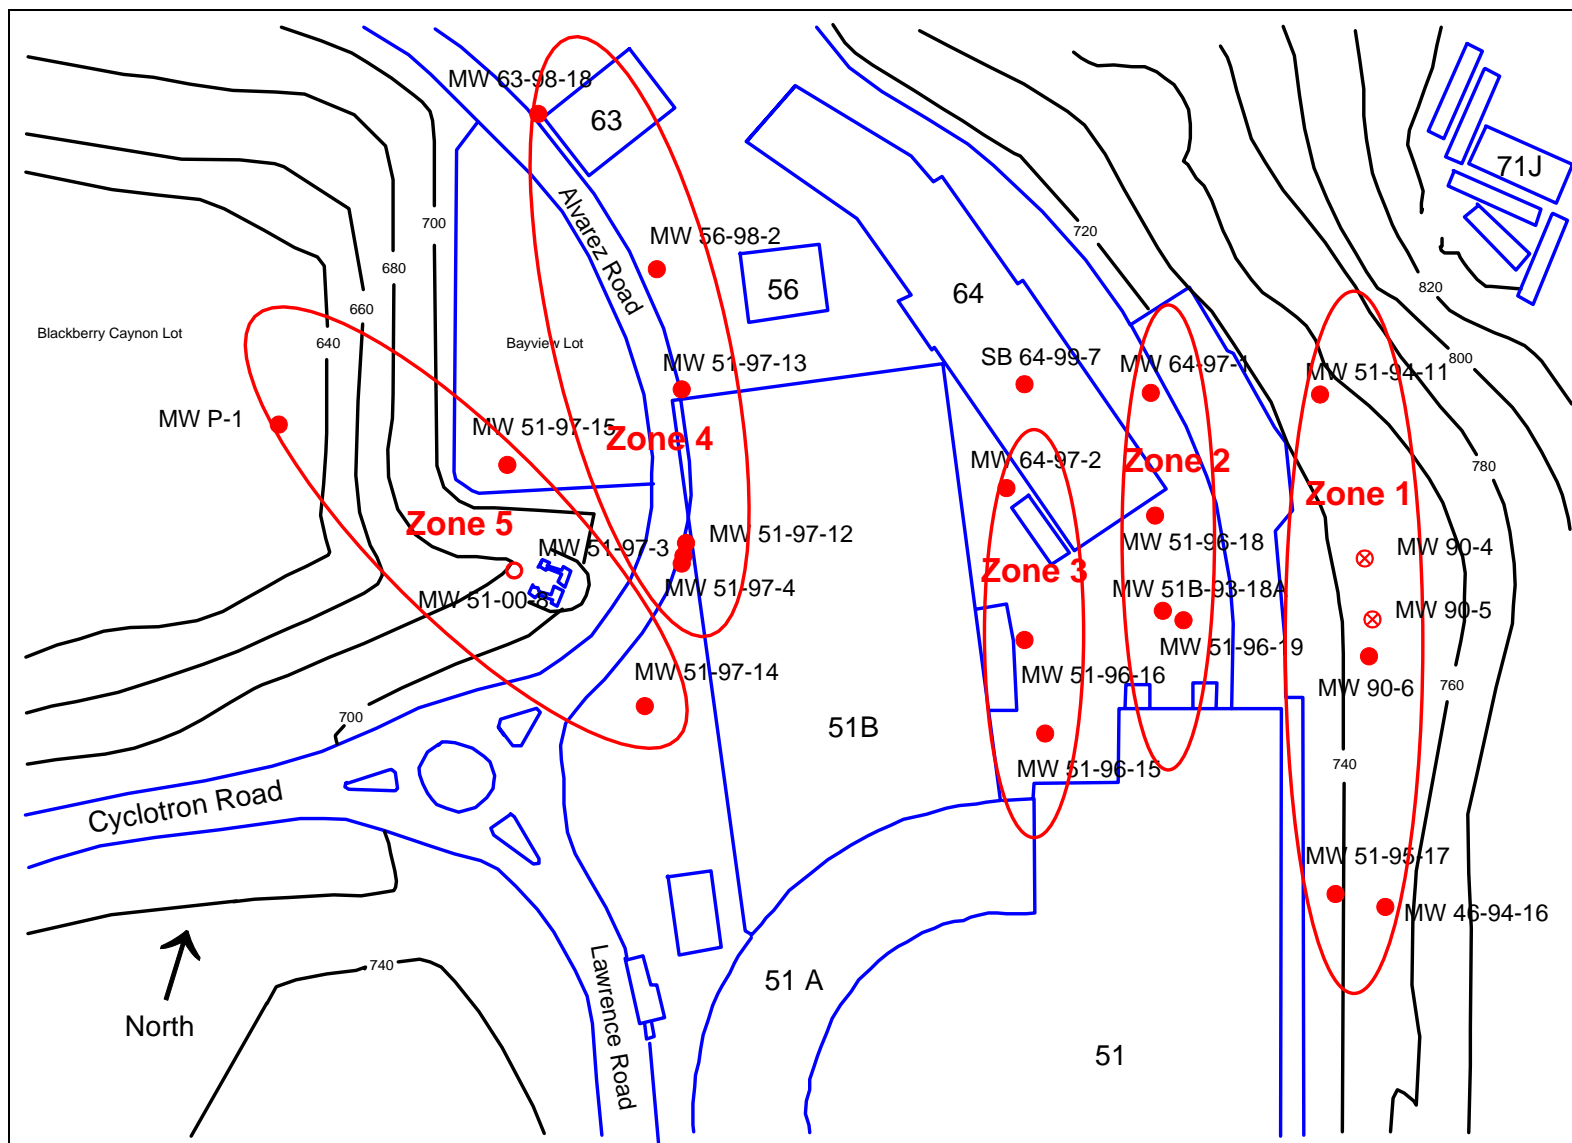 MW 63-98-18
63
71J
Alvarez Road
700
720
MW 56-98-2
680
56
64
820
660
Blackberry Caynon Lot
640
Bayview Lot
800
MW 51-97-13
SB 64-99-7
MW 64-97-1
MW 51-94-11
MW P-1
MW 51-97-15
Zone 4
MW 64-97-2
Zone 2
780
Zone 1
Zone 5
MW 51-97-3
MW 51-97-12
MW 51-96-18
MW 90-4
Zone 3
MW 51-00-8
MW 51-97-4
MW 51B-93-18A
MW 90-5
MW 51-96-19
MW 51-97-14
MW 51-96-16
MW 90-6
760
700
51B
MW 51-96-15
740
Cyclotron Road
MW 51-95-17
MW 46-94-16
740
51 A
Lawrence Road
North
51